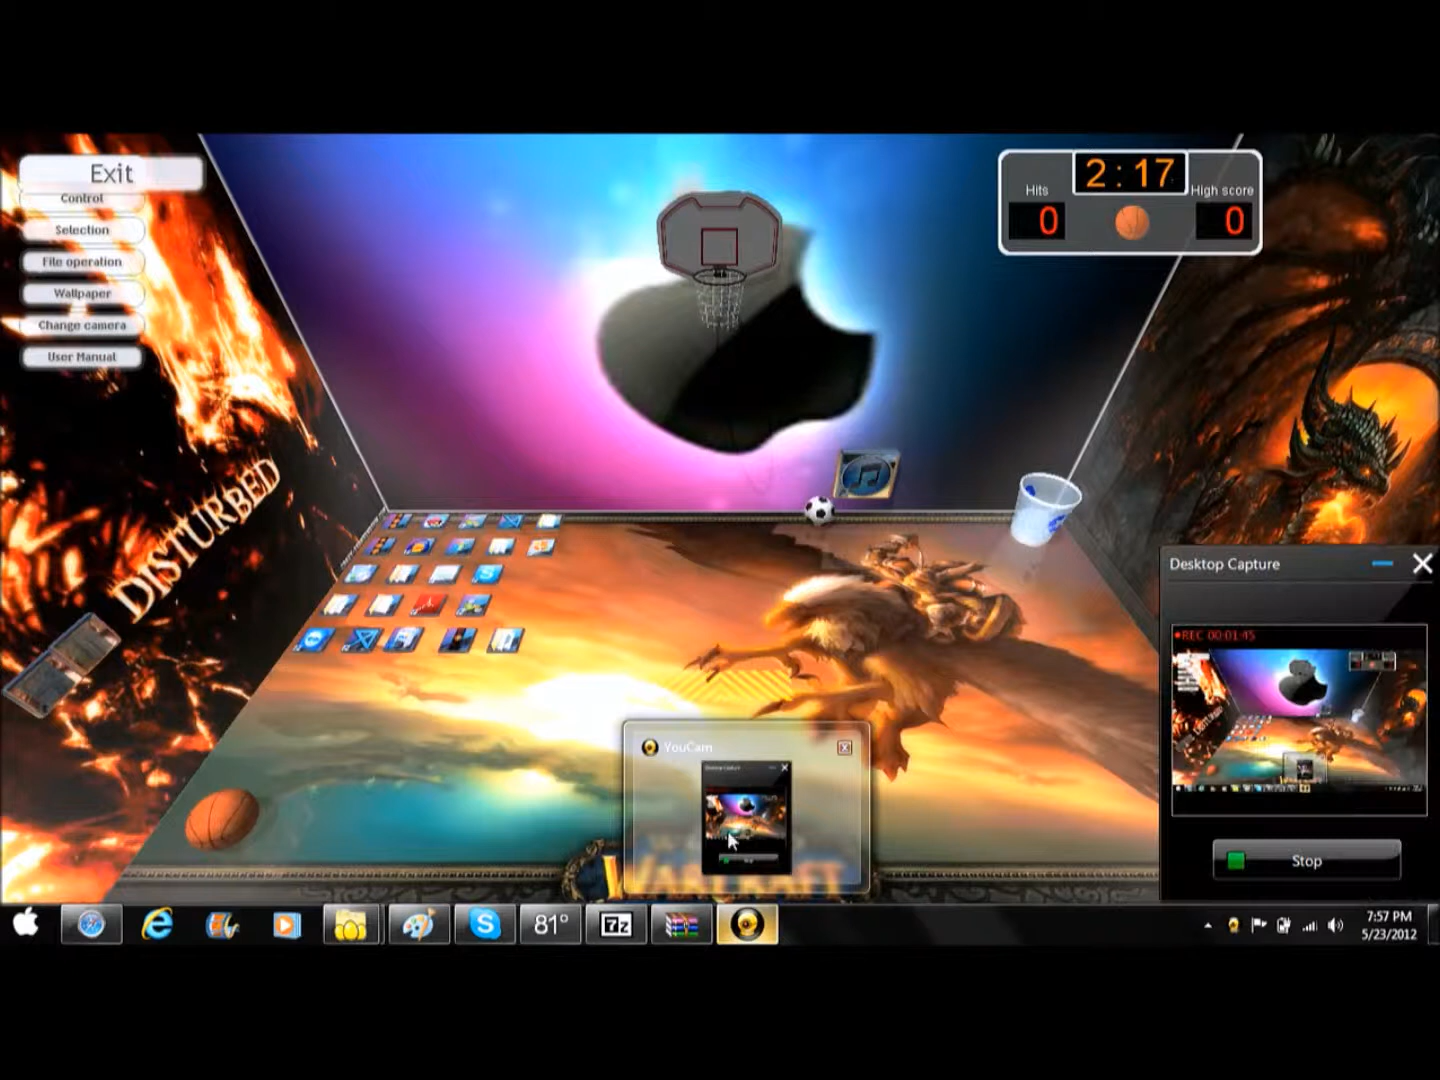 Exit
Control
Selection
File operation
Wallpaper
Change camera
User Manual
2:17
Hits
High score
0
0
DISTURBED
Desktop Capture
REC 00:01:45
YouCam
Stop
WARCRAFT
81°
7z
7:57 PM
5/23/2012